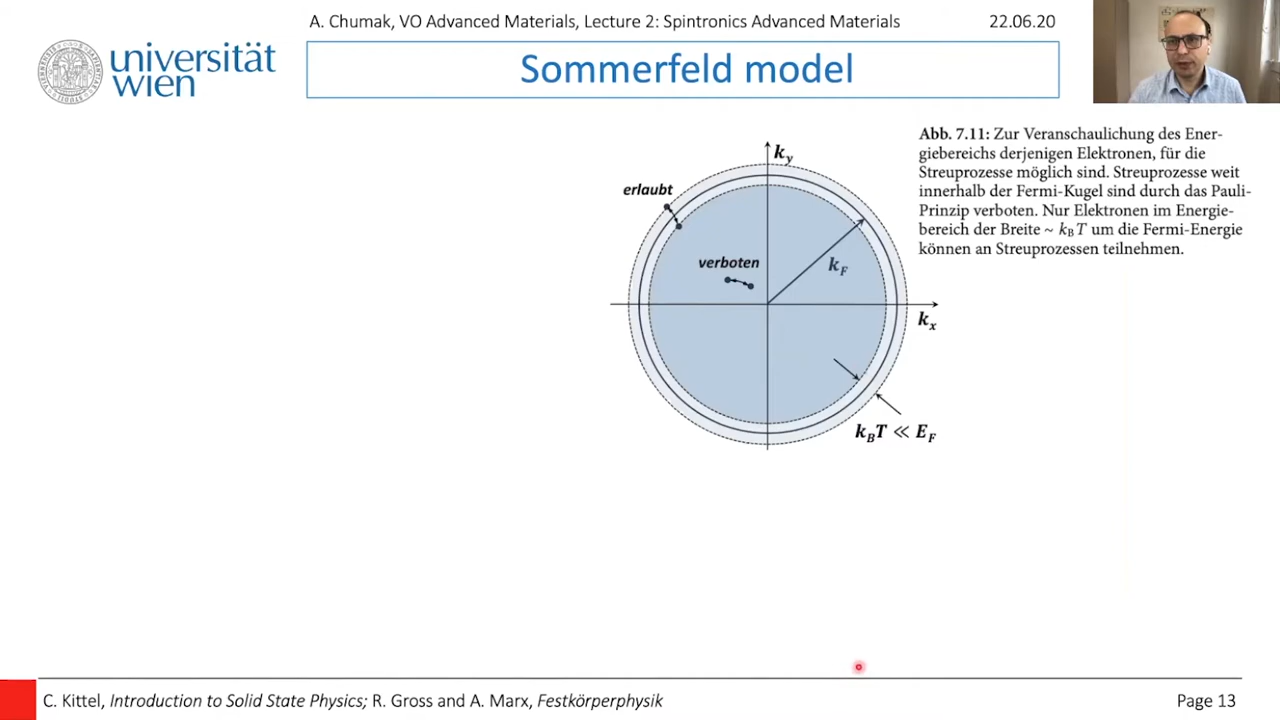 A. Chumak, VO Advanced Materials, Lecture 2: Spintronics Advanced Materials 22.06.20
universität
wien
Sommerfeld model
Abb. 7.11: Zur Veranschaulichung des Ener-
giebereichs derjenigen Elektronen, für die
Streuprozesse möglich sind. Streuprozesse weit
innerhalb der Fermi-Kugel sind durch das Pauli-
Prinzip verboten. Nur Elektronen im Energie-
bereich der Breite ~ k_B T um die Fermi-Energie
können an Streuprozessen teilnehmen.
k_y
erlaubt
verboten
k_F
k_x
k_B T ≪ E_F
C. Kittel, Introduction to Solid State Physics; R. Gross and A. Marx, Festkörperphysik
Page 13